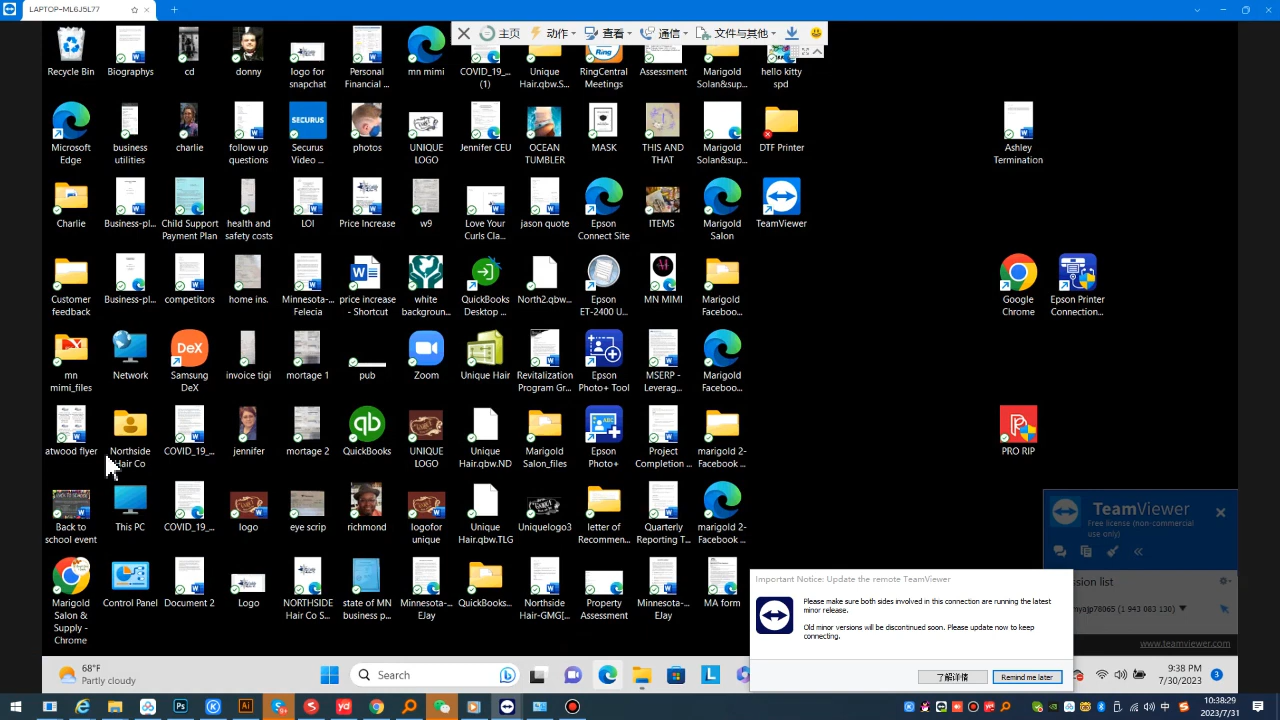 LAPTOP-ML6J5L77
主页
动作
查看
通信
文件与其他
Recycle Bin
Biographys
cd
donny
logo for
snapchat
Personal
Financial ...
mn mimi
COVID_19_...
(1)
Unique
Hair.qbw.S...
RingCentral
Meetings
Assessment
Marigold
Solan&sup...
hello kitty
spd
Microsoft
Edge
business
utilities
charlie
follow up
questions
SECURUS
Securus
Video ...
photos
UNIQUE
LOGO
Jennifer CEU
OCEAN
TUMBLER
MASK
THIS AND
THAT
Marigold
Solan&sup...
DTF Printer
Ashley
Termination
Charlie
Business-pl...
Child Support
Payment Plan
health and
safety costs
LOI
Price Increase
w9
Love Your
Curls Cla...
jason quote
Epson
Connect Site
ITEMS
Marigold
Salon
TeamViewer
Customer
feedback
Business-pl...
competitors
home ins.
Minnesota-...
Felecia
price increase
- Shortcut
white
backgroun...
QuickBooks
Desktop ...
North2.qbw...
Epson
ET-2400 U...
MN MIMI
Marigold
Faceboo...
Google
Chrome
Epson Printer
Connection...
mn
mimi_files
Network
DeX
Samsung
DeX
invoice tigi
mortage 1
pub
Zoom
Unique Hair
Revitalization
Program Gr...
Epson
Photo+ Tool
MSERP -
Leverag...
Marigold
Faceboo...
atwood flyer
Northside
Hair Co
COVID_19_...
jennifer
mortage 2
QuickBooks
UNIQUE
LOGO
Unique
Hair.qbw.ND
Marigold
Salon_files
Epson
Photo+
Project
Completion ...
marigold 2-
Facebook ...
PRO RIP
Back to
school event
This PC
COVID_19_...
logo
eye scrip
richmond
logofor
unique
Unique
Hair.qbw.TLG
Uniquelogo3
letter of
Recommen...
Quarterly
Reporting T...
marigold 2-
Facebook ...
TeamViewer
Free license (non-commercial
use only)
Marigold
Salon &
Supply -
Chrome
Control Panel
Document 2
Logo
NORTHSIDE
Hair Co S...
state of MN
business p...
Minnesota-...
EJay
QuickBooks...
Northside
Hair-GMG[...
Property
Assessment
Minnesota-...
EJay
MA form
ssion list
myajp78065 (1 943 083 130)
www.teamviewer.com
Important Notice: Update the remote TeamViewer
Please make sure both sides involved in this connection are running the latest
minor release.
Old minor versions will be discontinued soon. Please update now to keep
connecting.
了解详情
Remind me later
68°F
Partly cloudy
Search
9:38 PM
7/30/2023
3
10:38:29
2023/7/31